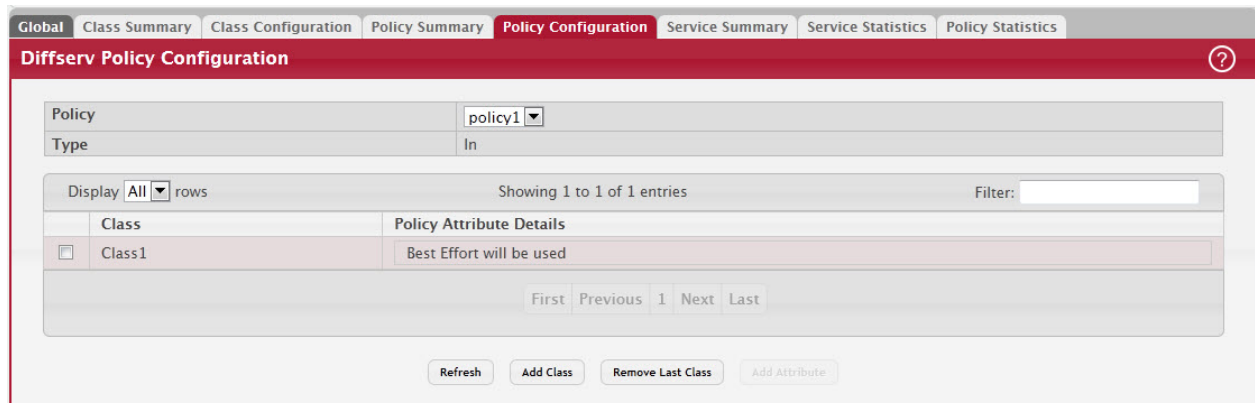 Global Class Summary Class Configuration Policy Summary Policy Configuration Service Summary Service Statistics Policy Statistics
Diffserv Policy Configuration ?
Policy policy1
Type In
Display All rows Showing 1 to 1 of 1 entries Filter:
Class Policy Attribute Details
Class1 Best Effort will be used
First Previous 1 Next Last
Refresh Add Class Remove Last Class Add Attribute